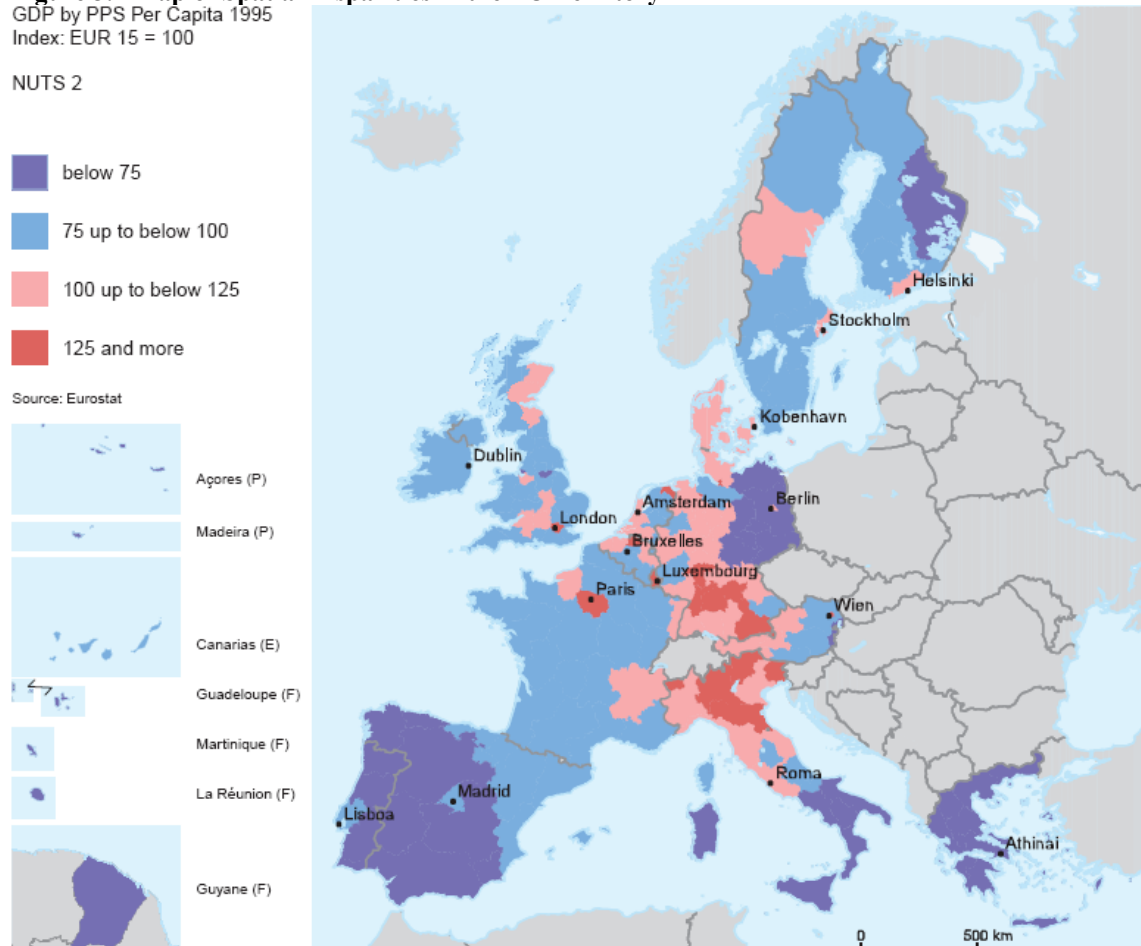 GDP by PPS Per Capita 1995
Index: EUR 15 = 100
NUTS 2
below 75
75 up to below 100
100 up to below 125
125 and more
Source: Eurostat
Açores (P)
Madeira (P)
Canarias (E)
Guadeloupe (F)
Martinique (F)
La Réunion (F)
Guyane (F)
Helsinki
Stockholm
Kobenhavn
Dublin
Berlin
Amsterdam
London
Bruxelles
Luxembourg
Paris
Wien
Roma
Madrid
Lisboa
Athinai
0 500 km